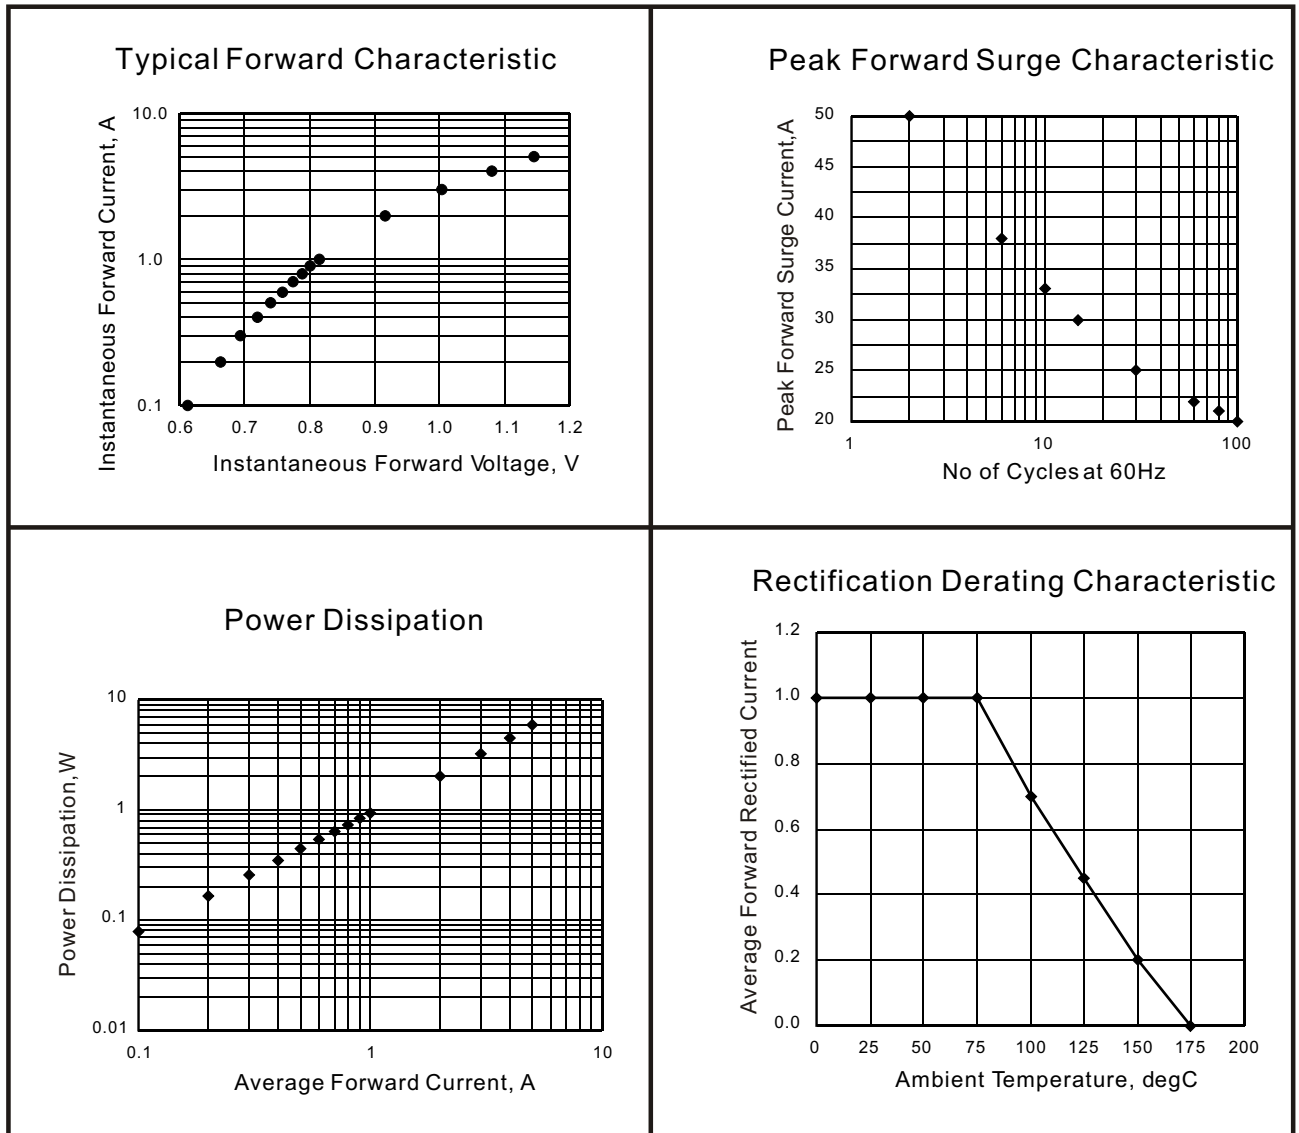 Typical Forward Characteristic
Instantaneous Forward Current, A
10.0
1.0
0.1
0.6 0.7 0.8 0.9 1.0 1.1 1.2
Instantaneous Forward Voltage, V
Peak Forward Surge Characteristic
Peak Forward Surge Current, A
50
45
40
35
30
25
20
1 10 100
No of Cycles at 60Hz
Power Dissipation
Power Dissipation, W
10
1
0.1
0.01
0.1 1 10
Average Forward Current, A
Rectification Derating Characteristic
Average Forward Rectified Current
1.2
1.0
0.8
0.6
0.4
0.2
0.0
0 25 50 75 100 125 150 175 200
Ambient Temperature, degC